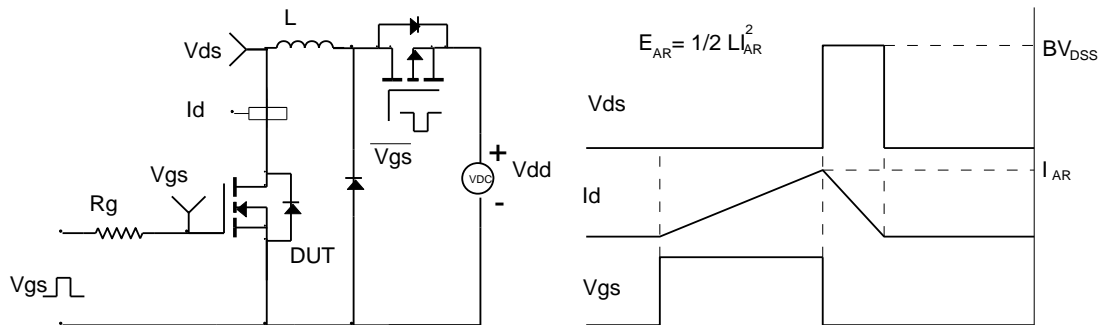 L
Vds
Id
Vgs
Vgs
Rg
DUT
Vgs
+
VDC
-
Vdd
E_AR= 1/2 LI_AR^2
BV_DSS
Vds
I_AR
Id
Vgs